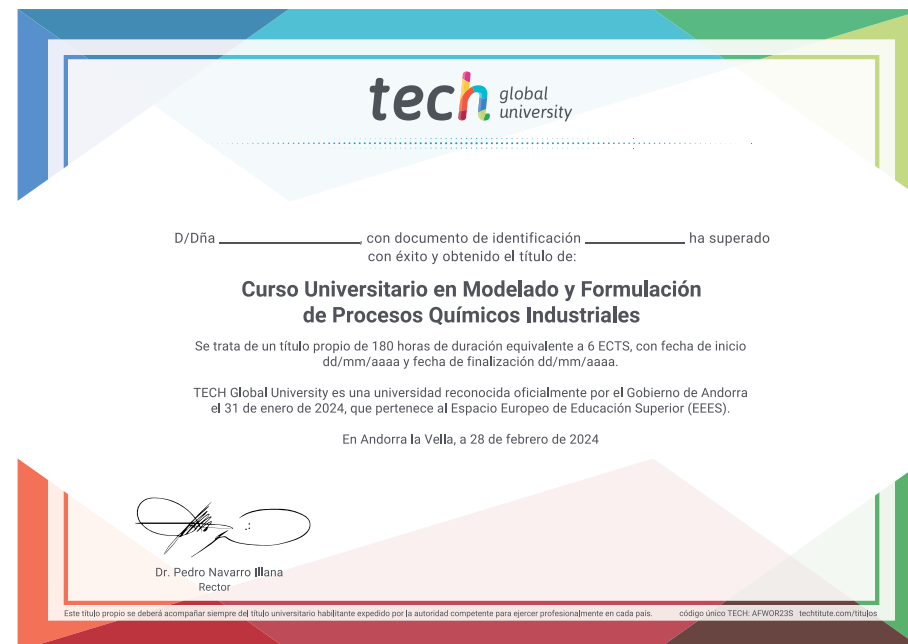 tech global university
D/Dña ____________________, con documento de identificación ______________ ha superado
con éxito y obtenido el título de:
Curso Universitario en Modelado y Formulación
de Procesos Químicos Industriales
Se trata de un título propio de 180 horas de duración equivalente a 6 ECTS, con fecha de inicio
dd/mm/aaaa y fecha de finalización dd/mm/aaaa.
TECH Global University es una universidad reconocida oficialmente por el Gobierno de Andorra
el 31 de enero de 2024, que pertenece al Espacio Europeo de Educación Superior (EEES).
En Andorra la Vella, a 28 de febrero de 2024
Dr. Pedro Navarro Illana
Rector
Este título propio se deberá acompañar siempre del título universitario habilitante expedido por la autoridad competente para ejercer profesionalmente en cada país. código único TECH: AFWOR23S techtitute.com/titulos